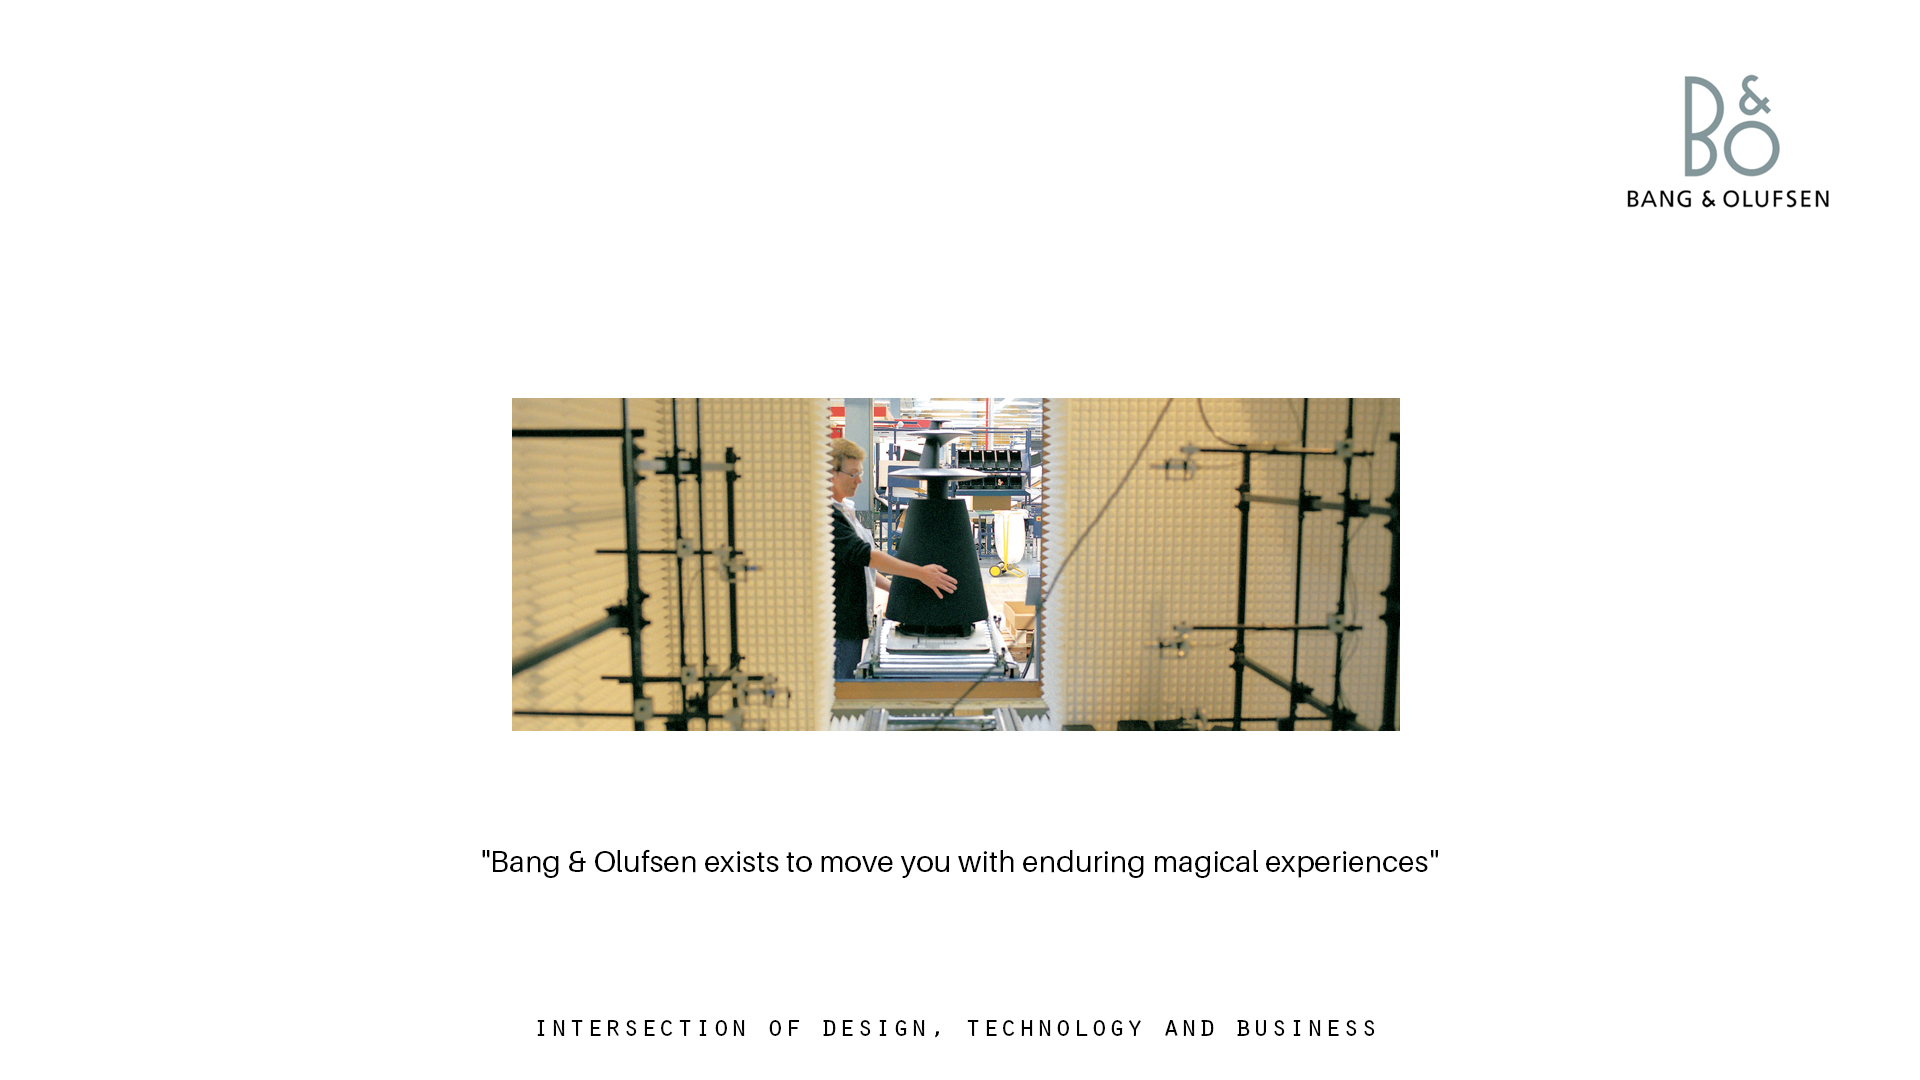 B&O
BANG & OLUFSEN
"Bang & Olufsen exists to move you with enduring magical experiences"
INTERSECTION OF DESIGN, TECHNOLOGY AND BUSINESS